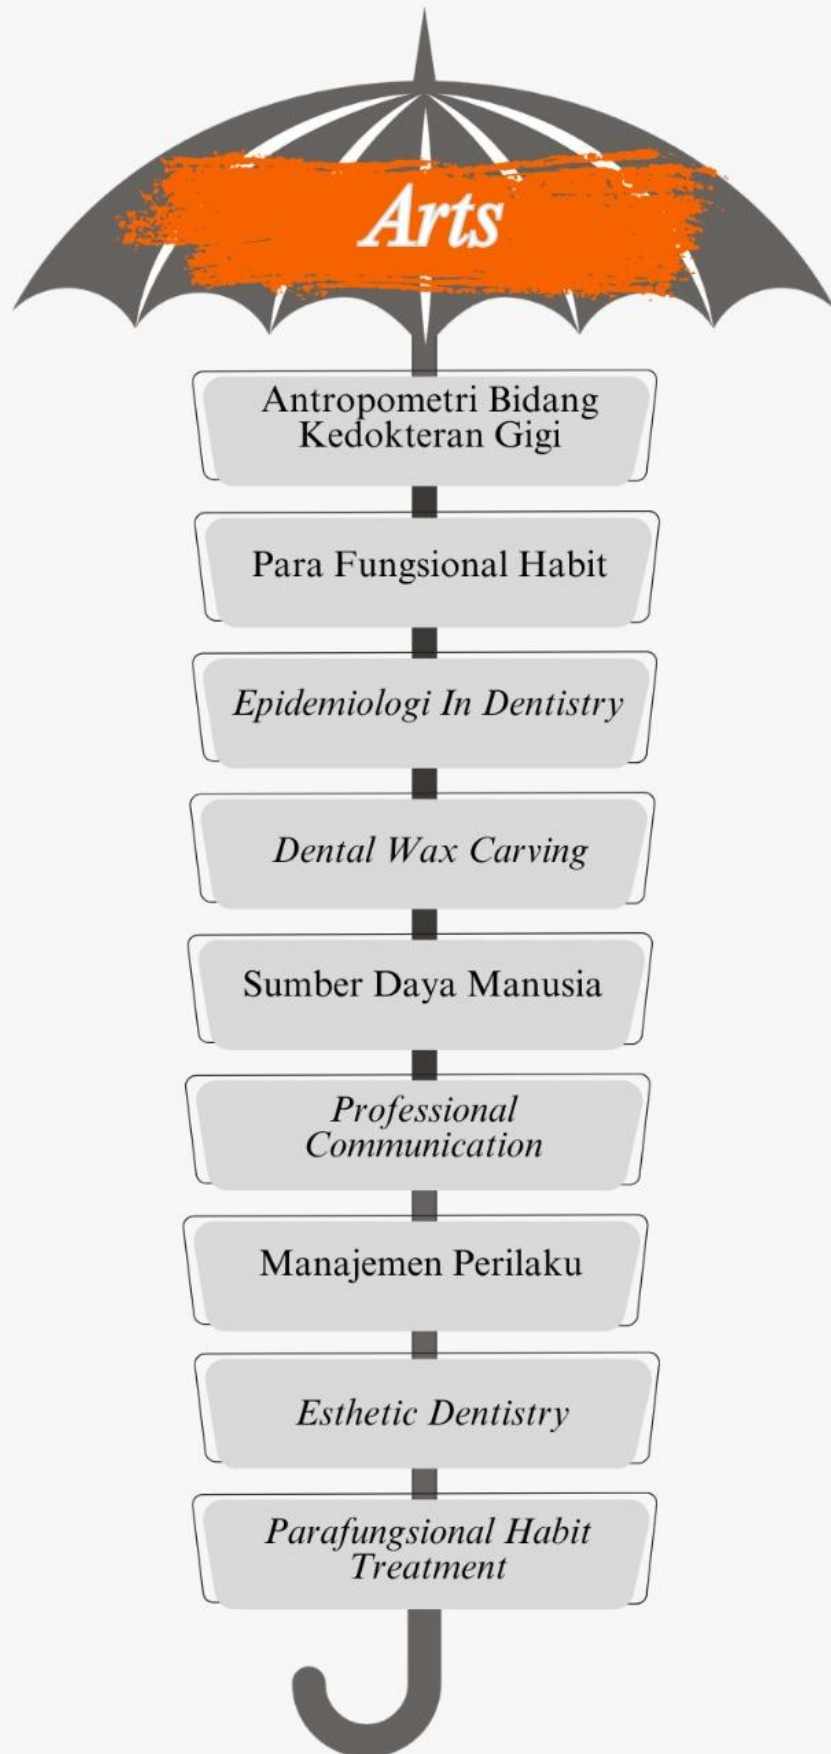 Arts
Antropometri Bidang
Kedokteran Gigi
Para Fungsional Habit
Epidemiologi In Dentistry
Dental Wax Carving
Sumber Daya Manusia
Professional
Communication
Manajemen Perilaku
Esthetic Dentistry
Parafungsional Habit
Treatment